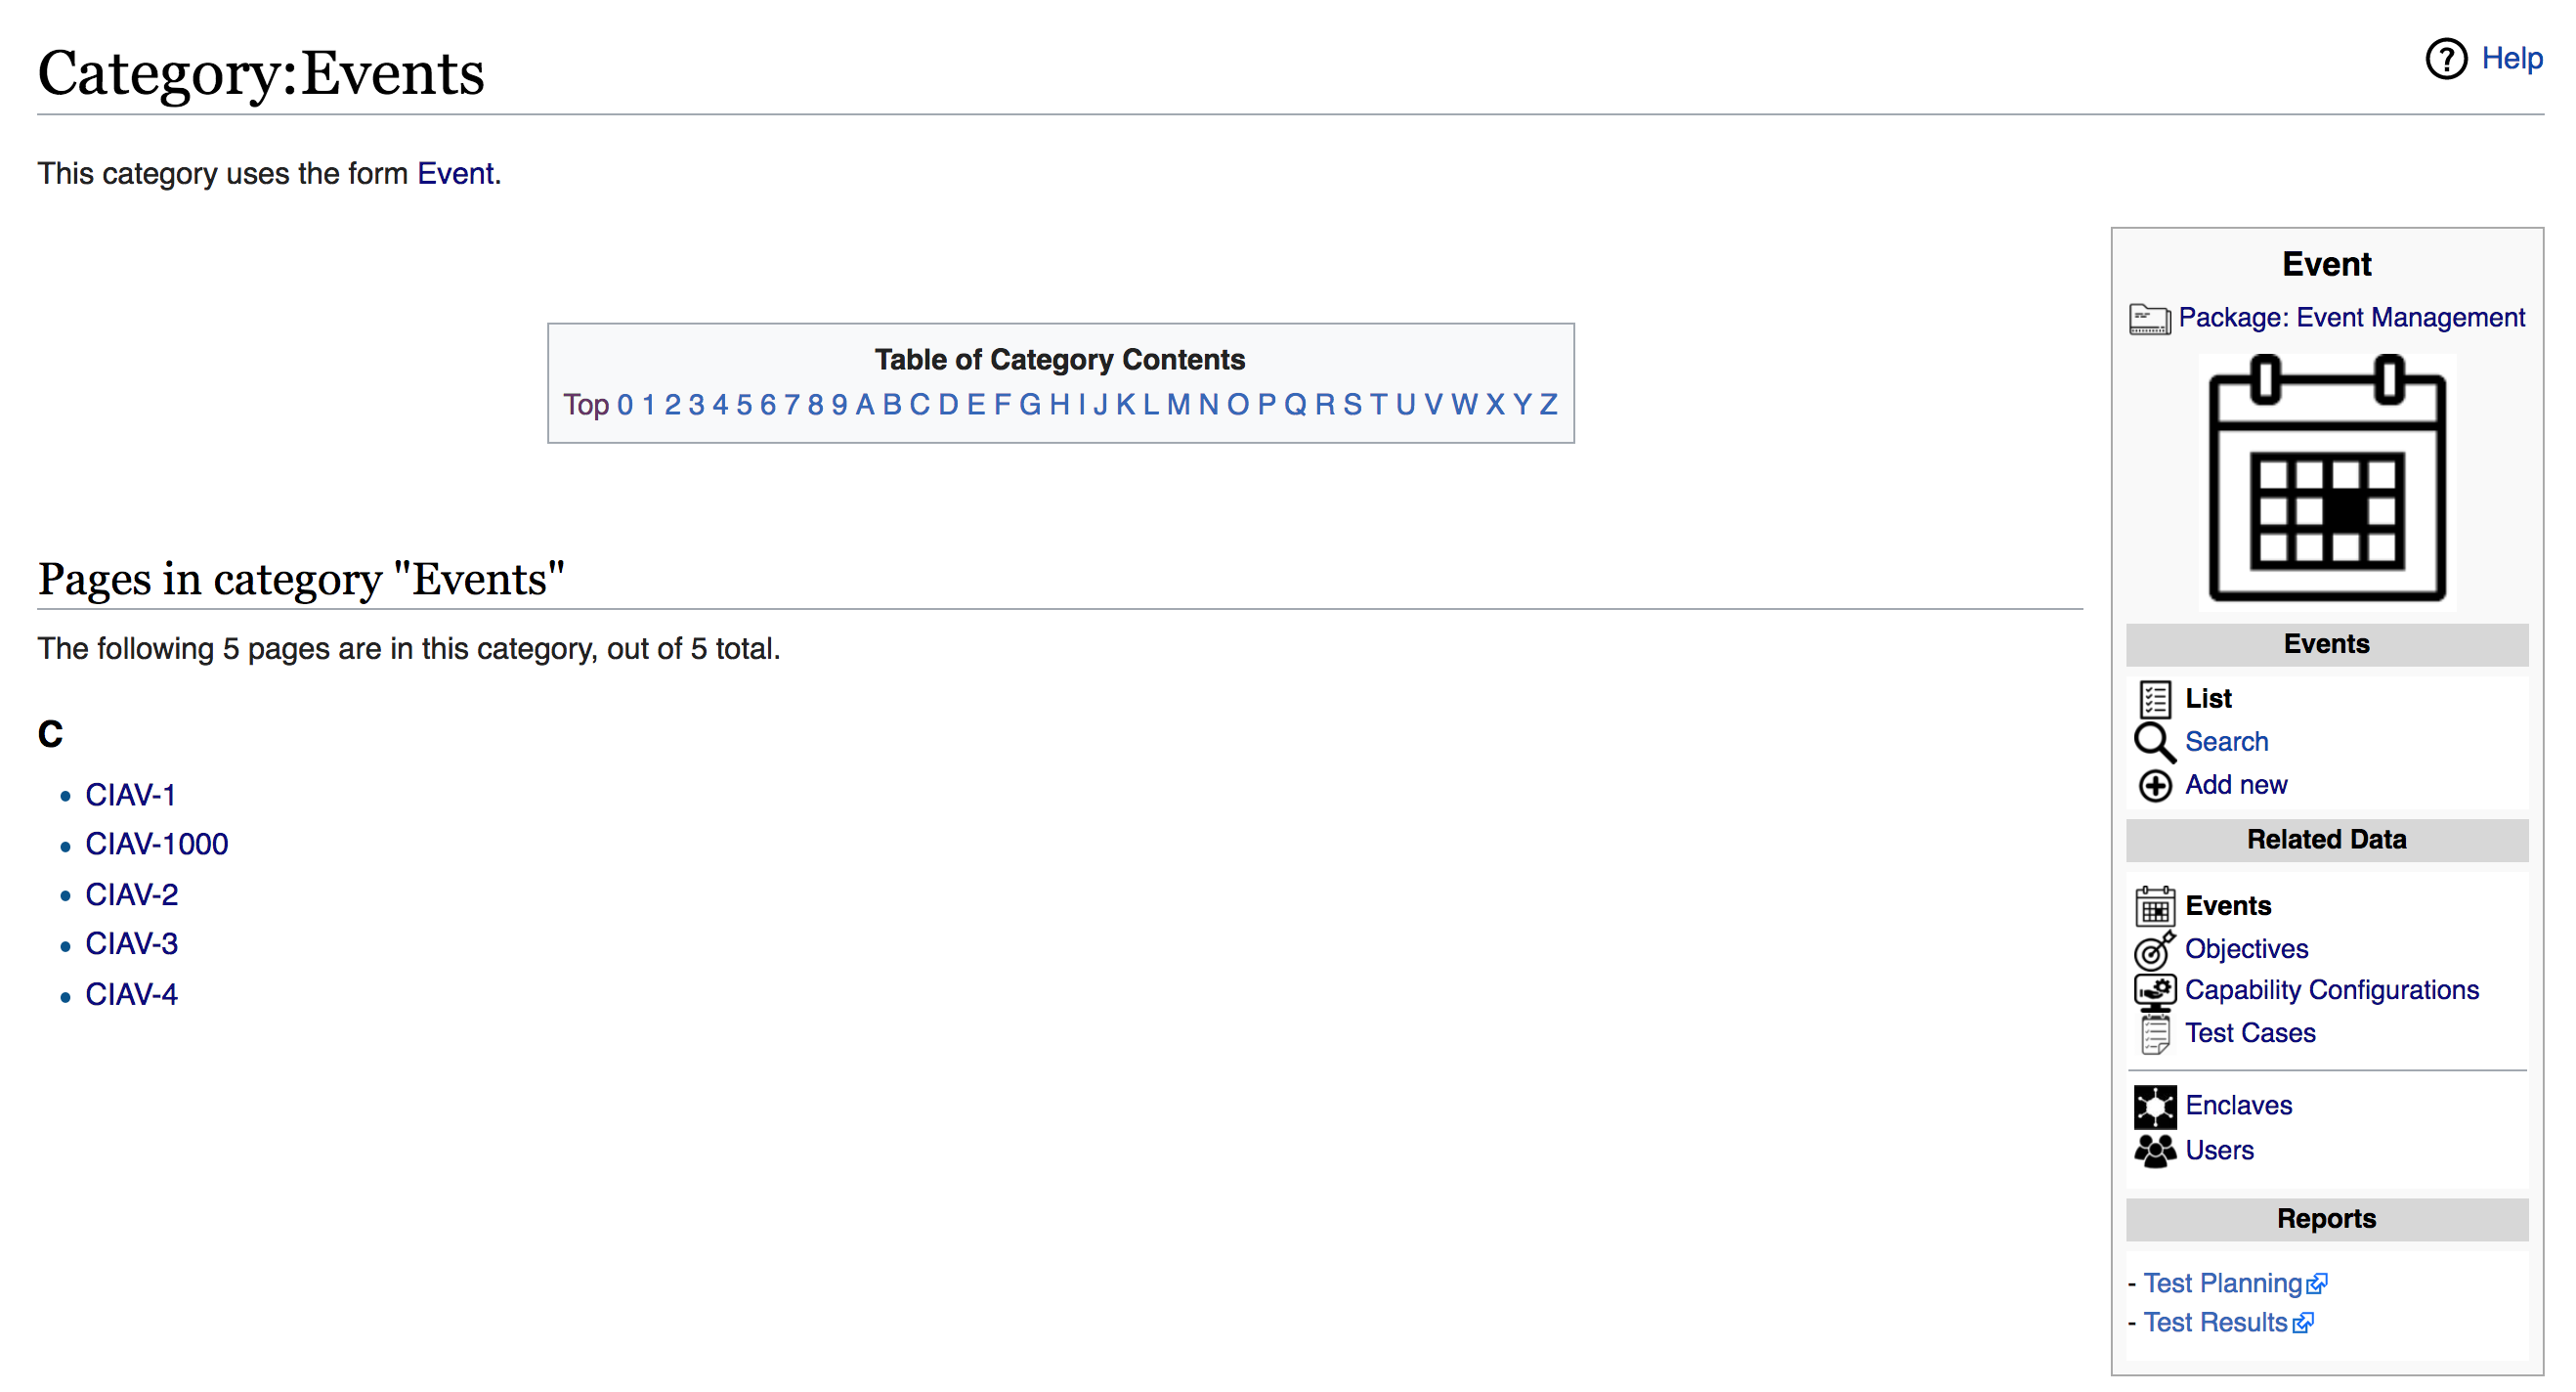 Category:Events
Help
This category uses the form Event.
Table of Category Contents
Top 0 1 2 3 4 5 6 7 8 9 A B C D E F G H I J K L M N O P Q R S T U V W X Y Z
Pages in category "Events"
The following 5 pages are in this category, out of 5 total.
C
• CIAV-1
• CIAV-1000
• CIAV-2
• CIAV-3
• CIAV-4
Event
Package: Event Management
Events
List
Search
Add new
Related Data
Events
Objectives
Capability Configurations
Test Cases
Enclaves
Users
Reports
- Test Planning
- Test Results